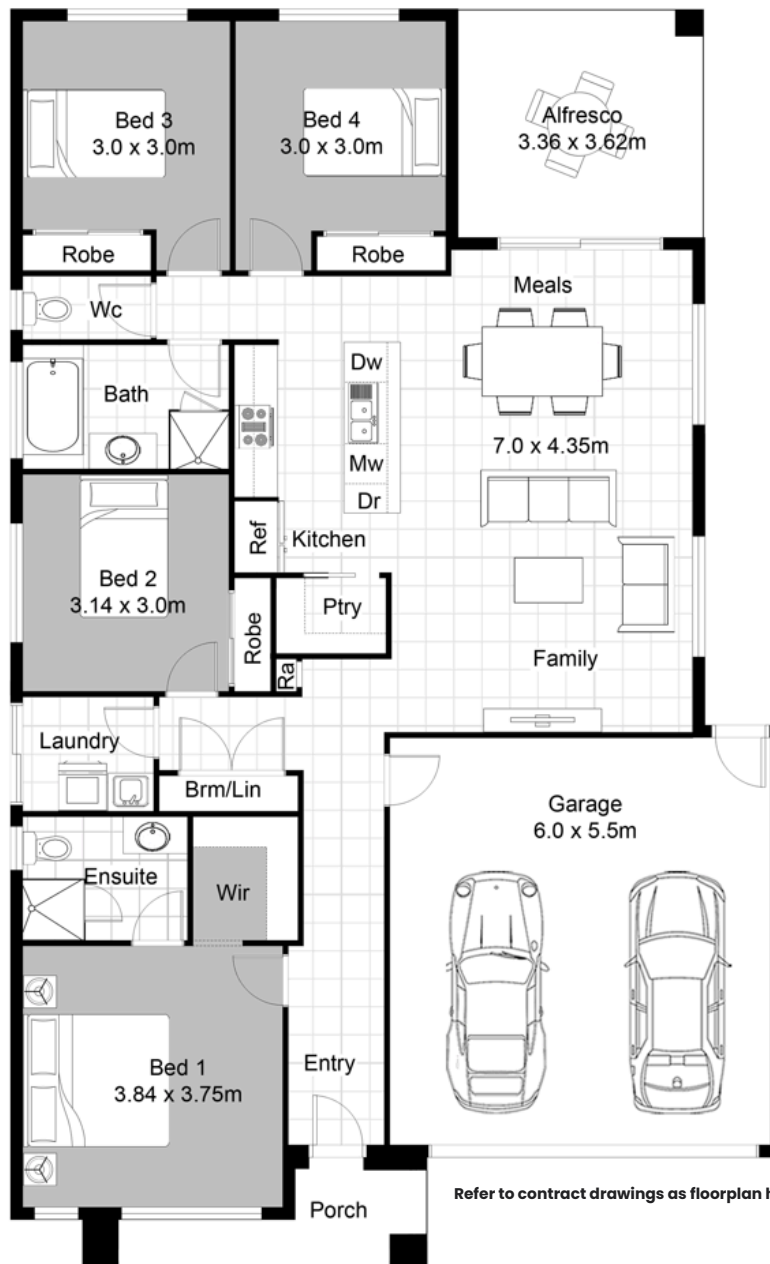 Bed 3
3.0 x 3.0m
Bed 4
3.0 x 3.0m
Alfresco
3.36 x 3.62m
Robe
Robe
Meals
Wc
Dw
Bath
7.0 x 4.35m
Mw
Dr
Ref
Kitchen
Bed 2
3.14 x 3.0m
Ptry
Robe
Family
Ra
Laundry
Brm/Lin
Garage
6.0 x 5.5m
Ensuite
Wir
Entry
Bed 1
3.84 x 3.75m
Refer to contract drawings as floorplan
Porch